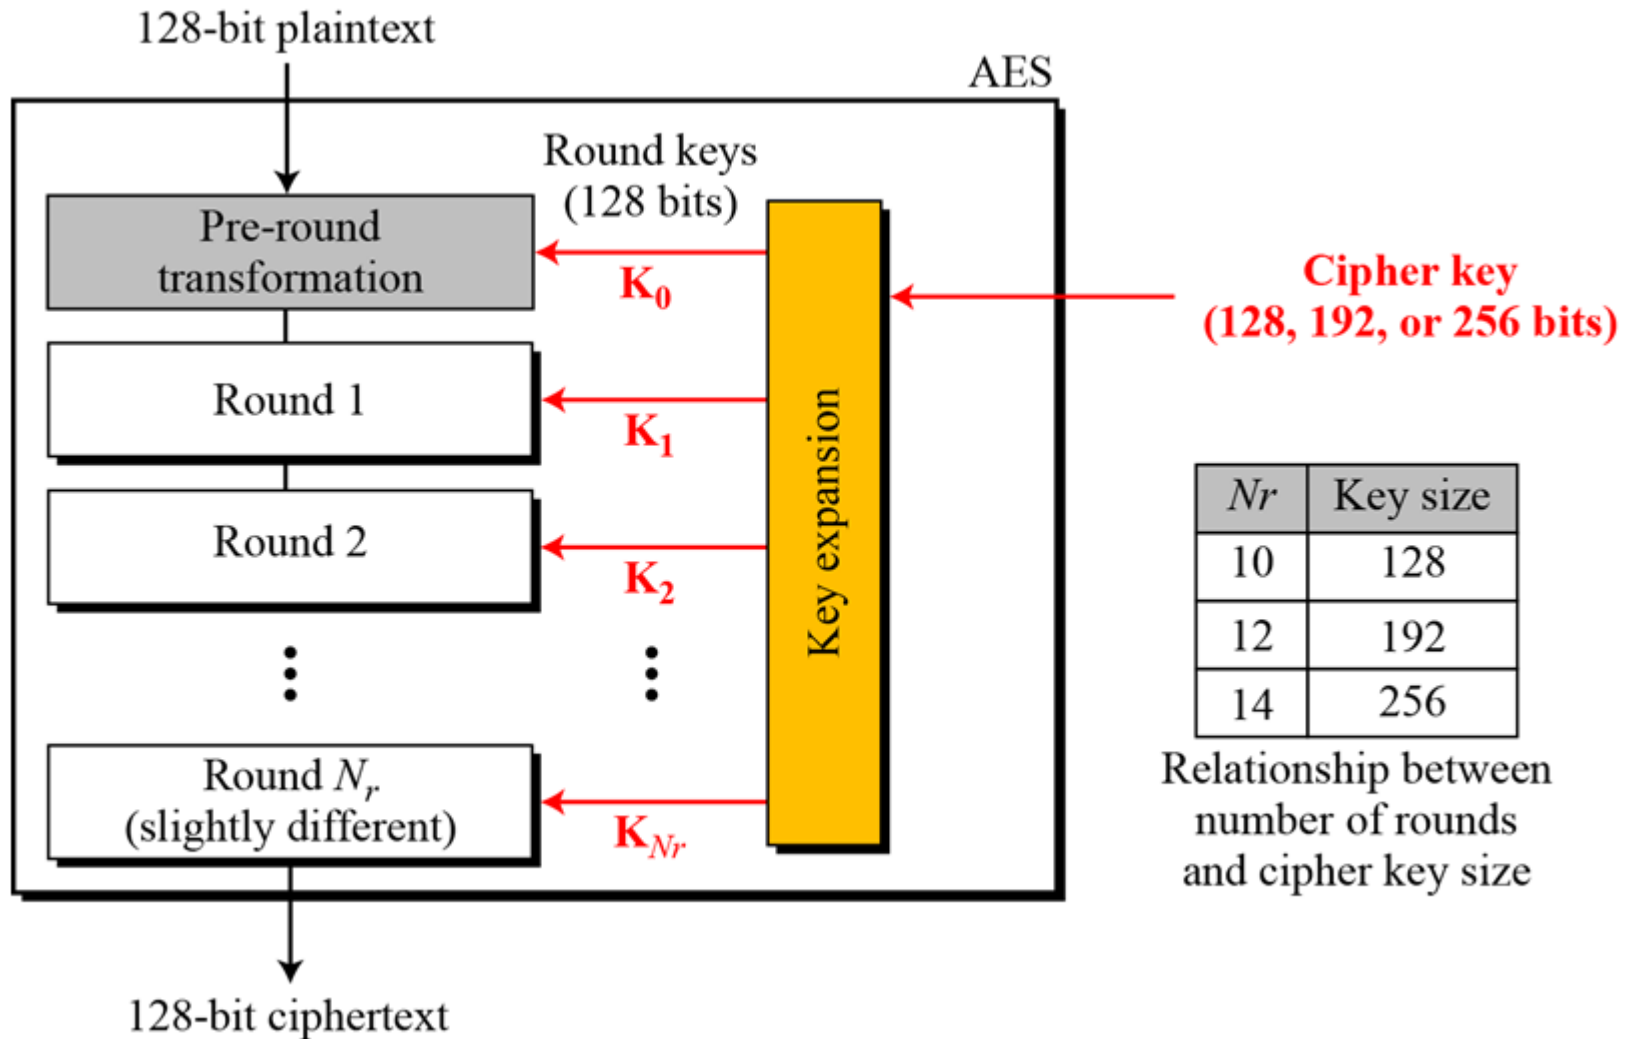 128-bit plaintext
AES
Round keys
(128 bits)
Pre-round
transformation
K0
Cipher key
(128, 192, or 256 bits)
Round 1
K1
Key expansion
Round 2
K2
Nr Key size
10 128
12 192
14 256
Round Nr
(slightly different)
KNr
Relationship between
number of rounds
and cipher key size
128-bit ciphertext